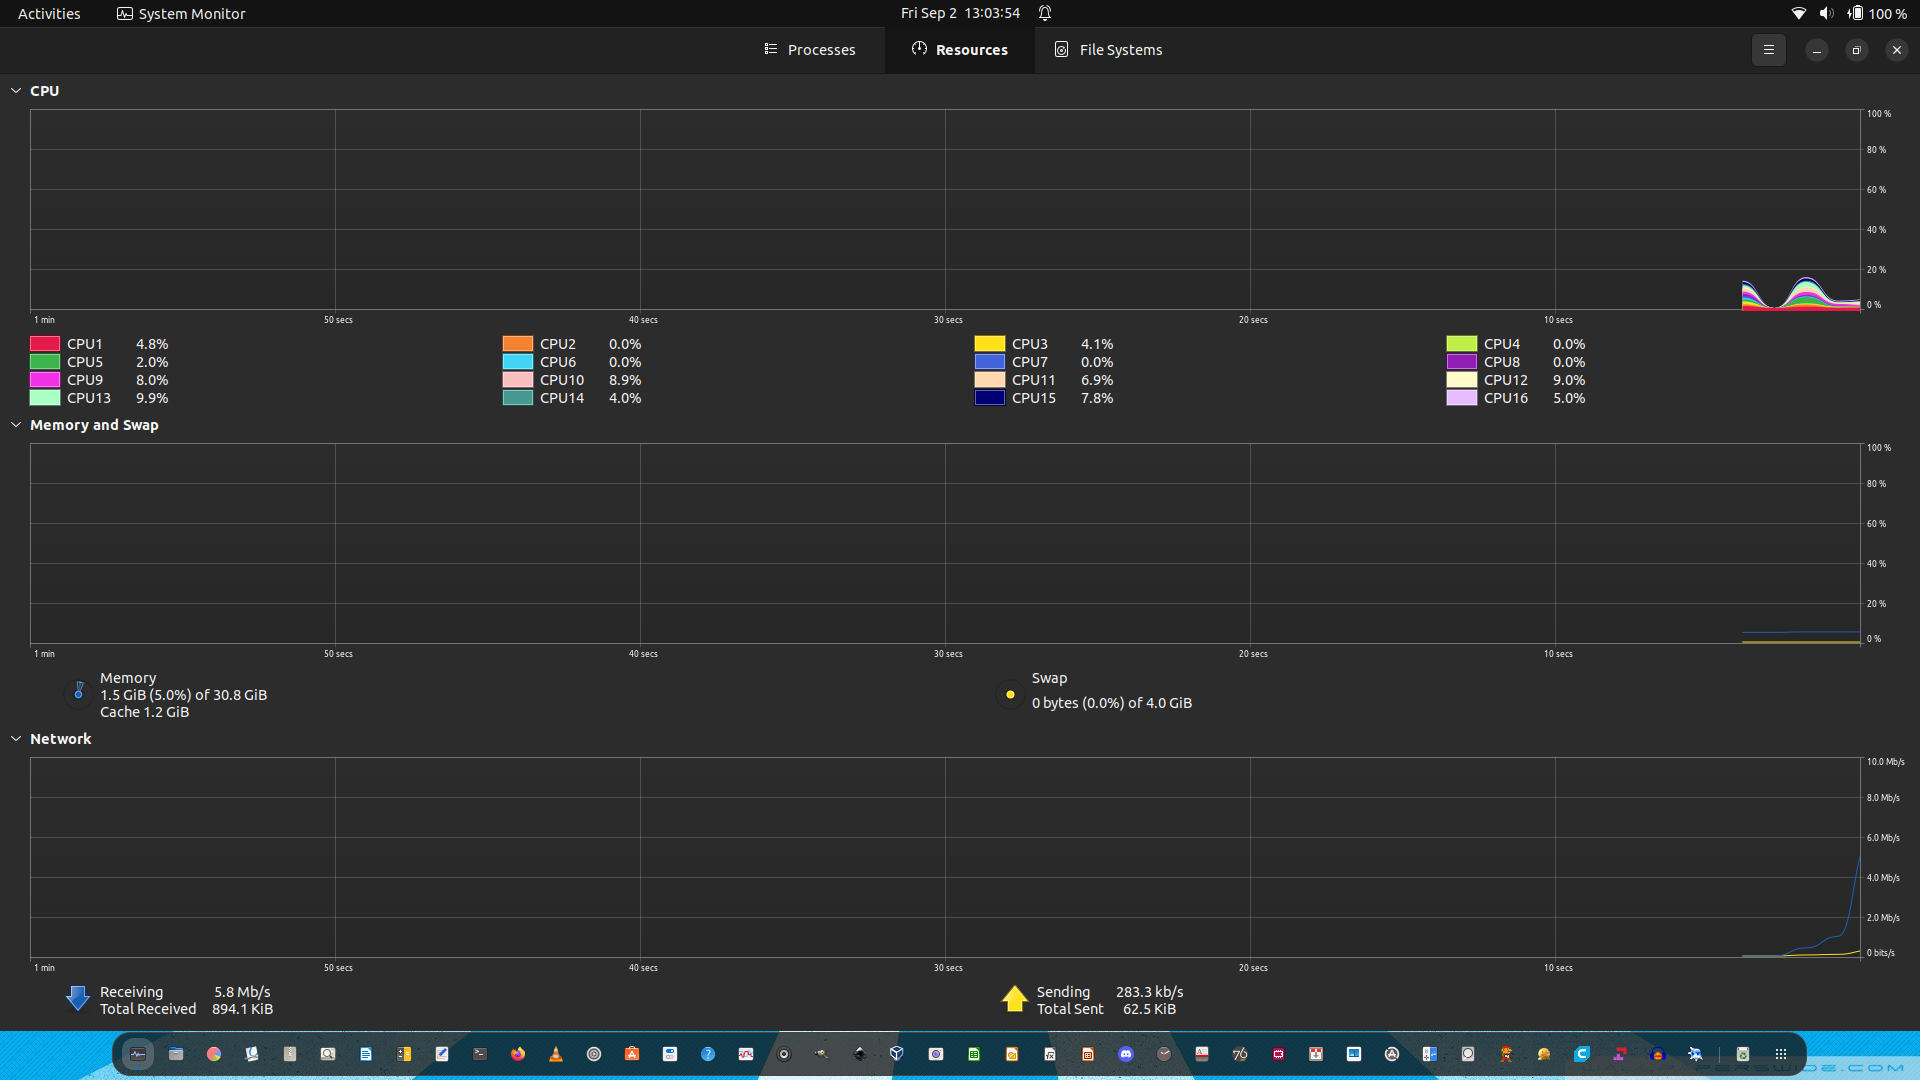 Activities System Monitor Fri Sep 2 13:03:54 100 %
Processes Resources File Systems
CPU
100 %
80 %
60 %
40 %
20 %
0 %
1 min 50 secs 40 secs 30 secs 20 secs 10 secs
CPU1 4.8% CPU2 0.0% CPU3 4.1% CPU4 0.0%
CPU5 2.0% CPU6 0.0% CPU7 0.0% CPU8 0.0%
CPU9 8.0% CPU10 8.9% CPU11 6.9% CPU12 9.0%
CPU13 9.9% CPU14 4.0% CPU15 7.8% CPU16 5.0%
Memory and Swap
100 %
80 %
60 %
40 %
20 %
0 %
1 min 50 secs 40 secs 30 secs 20 secs 10 secs
Memory Swap
1.5 GiB (5.0%) of 30.8 GiB 0 bytes (0.0%) of 4.0 GiB
Cache 1.2 GiB
Network
10.0 Mb/s
8.0 Mb/s
6.0 Mb/s
4.0 Mb/s
2.0 Mb/s
0 bits/s
1 min 50 secs 40 secs 30 secs 20 secs 10 secs
Receiving 5.8 Mb/s Sending 283.3 kb/s
Total Received 894.1 KiB Total Sent 62.5 KiB
PERSWIDE.COM